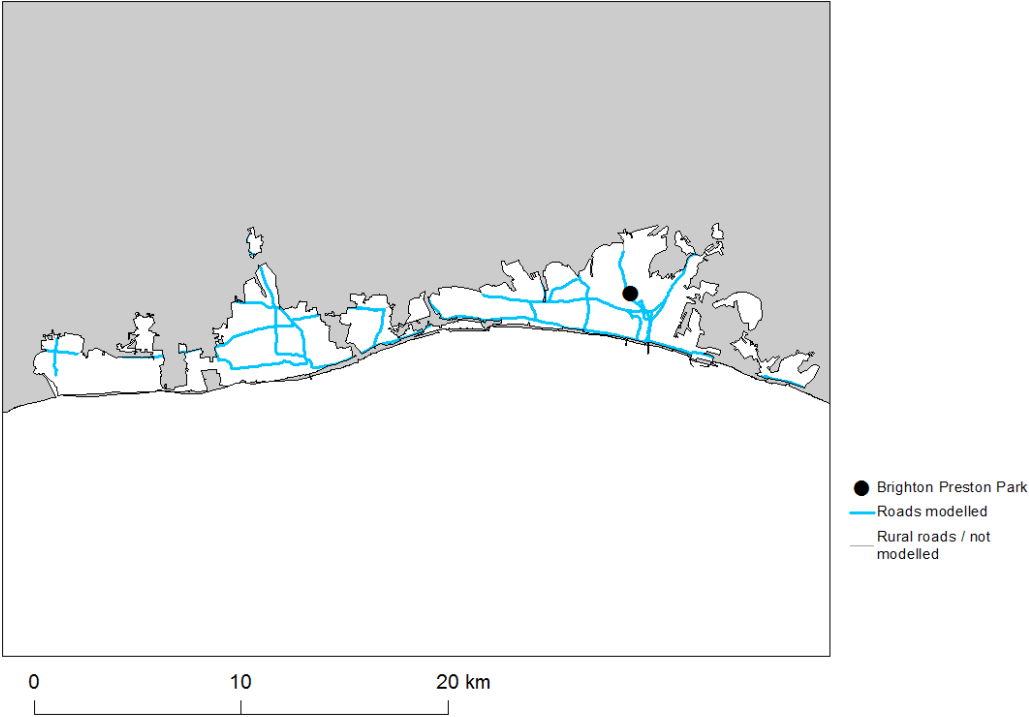 Brighton Preston Park
Roads modelled
Rural roads / not
modelled
0 10 20 km